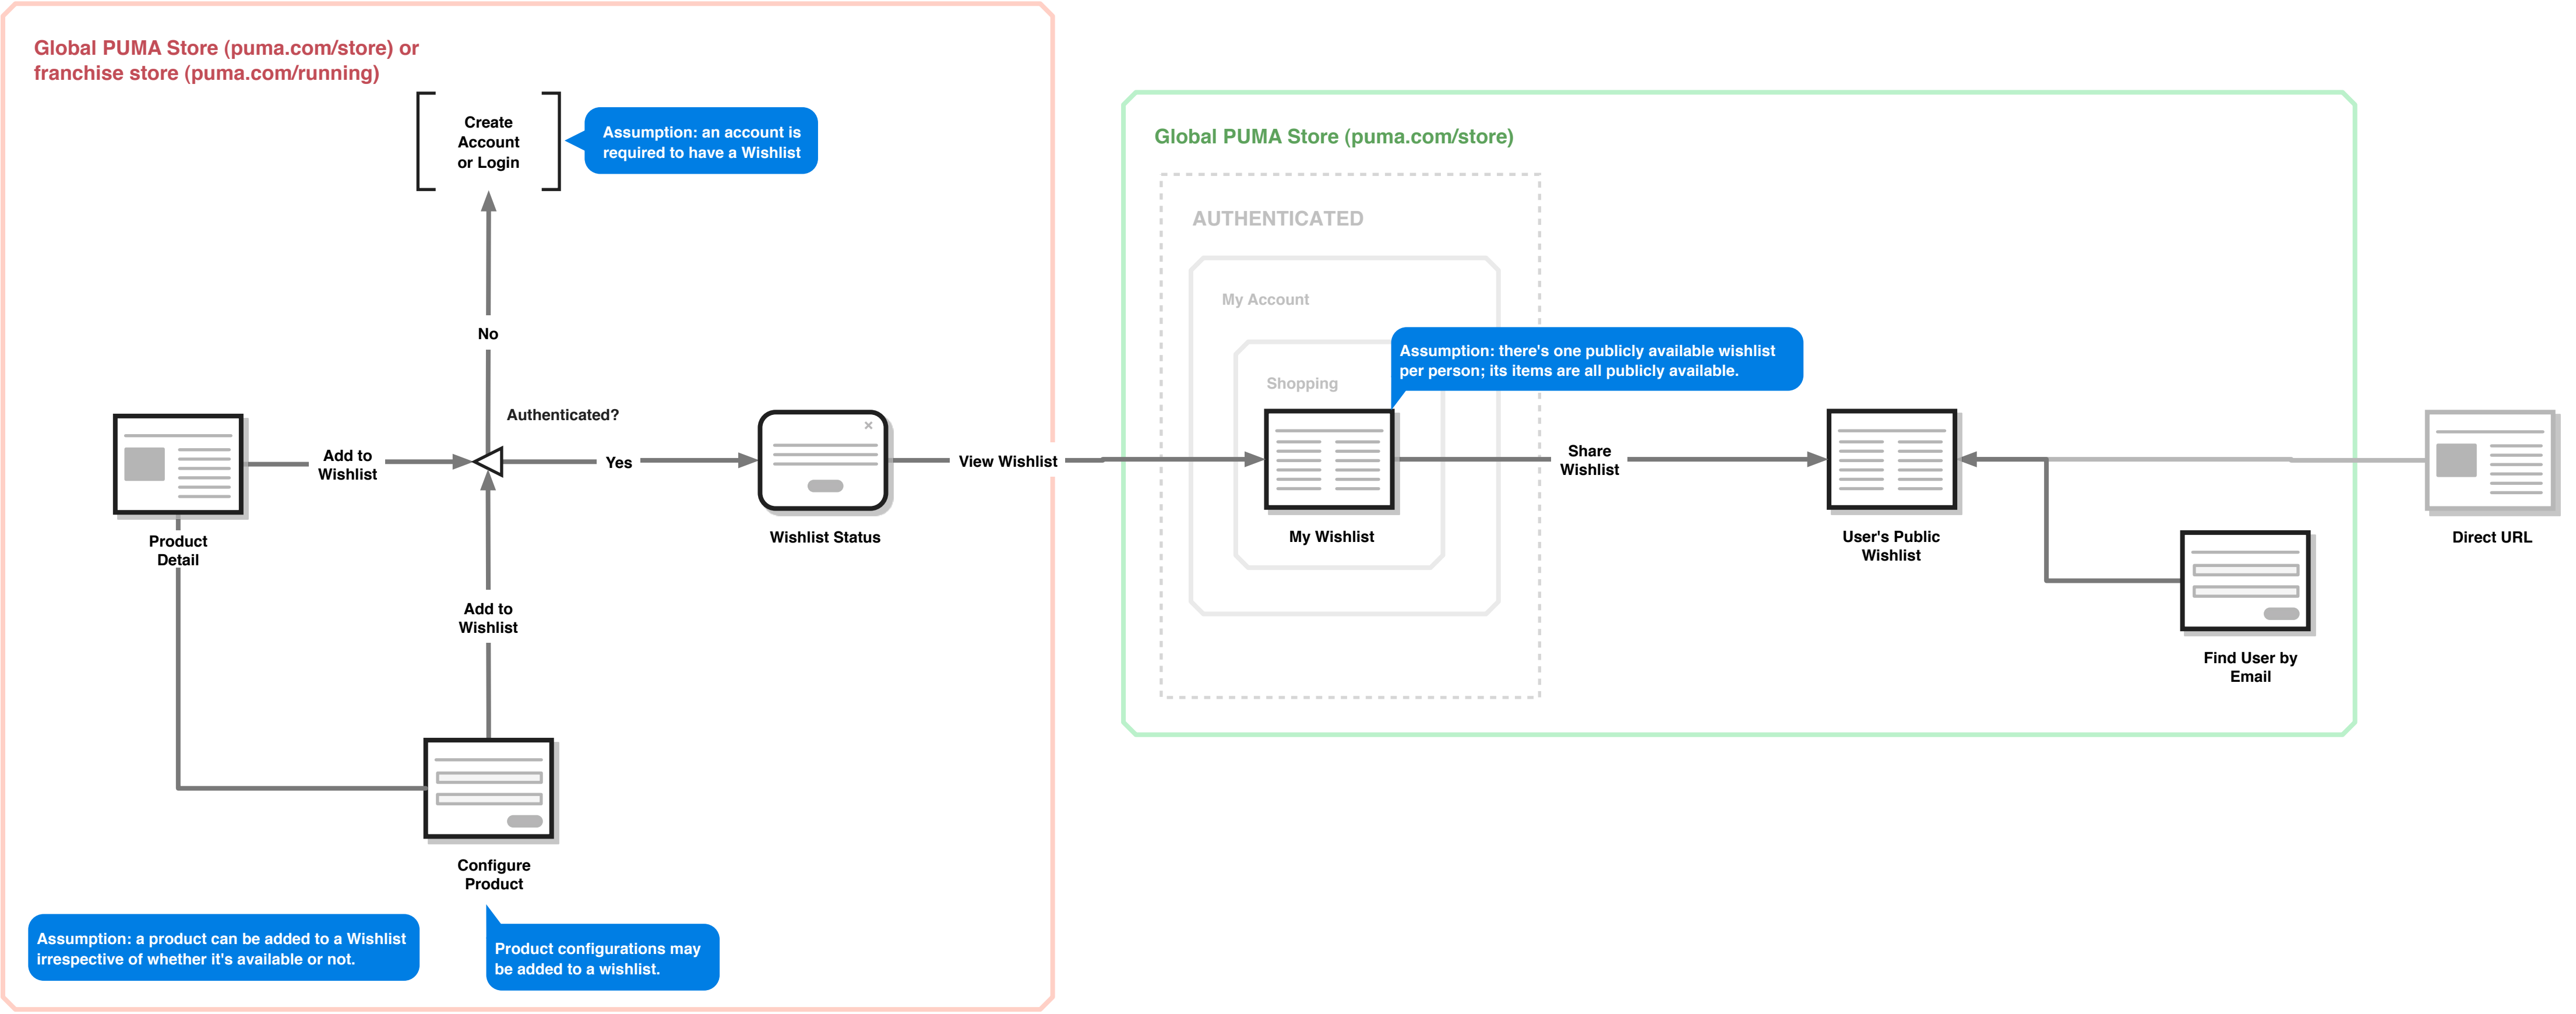 Global PUMA Store (puma.com/store) or
franchise store (puma.com/running)
Create
Account
or Login
Assumption: an account is
required to have a Wishlist
No
Authenticated?
Add to
Wishlist
Yes
Product
Detail
Wishlist Status
View Wishlist
Add to
Wishlist
Configure
Product
Assumption: a product can be added to a Wishlist
irrespective of whether it's available or not.
Product configurations may
be added to a wishlist.
Global PUMA Store (puma.com/store)
AUTHENTICATED
My Account
Shopping
Assumption: there's one publicly available wishlist
per person; its items are all publicly available.
My Wishlist
Share
Wishlist
User's Public
Wishlist
Find User by
Email
Direct URL